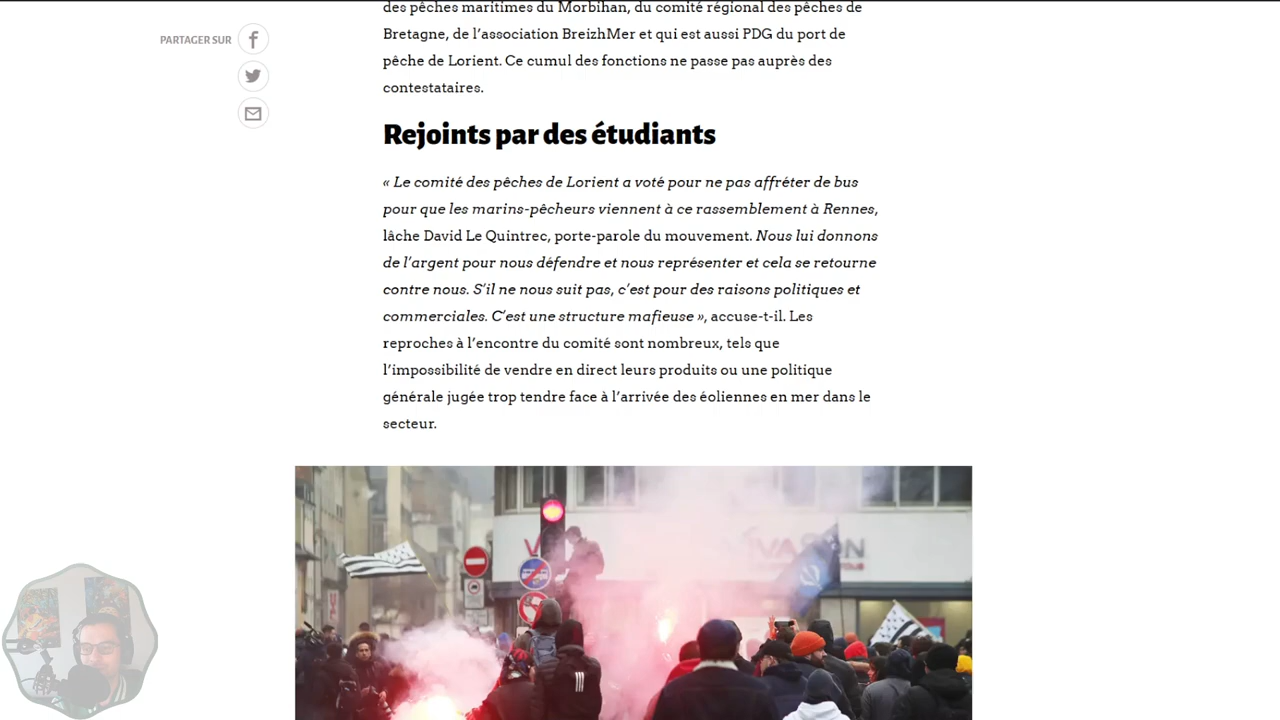 des pêches maritimes du Morbihan, du comité régional des pêches de
PARTAGER SUR
Bretagne, de l’association BreizhMer et qui est aussi PDG du port de
pêche de Lorient. Ce cumul des fonctions ne passe pas auprès des
contestataires.
Rejoints par des étudiants
« Le comité des pêches de Lorient a voté pour ne pas affréter de bus
pour que les marins-pêcheurs viennent à ce rassemblement à Rennes,
lâche David Le Quintrec, porte-parole du mouvement. Nous lui donnons
de l’argent pour nous défendre et nous représenter et cela se retourne
contre nous. S’il ne nous suit pas, c’est pour des raisons politiques et
commerciales. C’est une structure mafieuse », accuse-t-il. Les
reproches à l’encontre du comité sont nombreux, tels que
l’impossibilité de vendre en direct leurs produits ou une politique
générale jugée trop tendre face à l’arrivée des éoliennes en mer dans le
secteur.